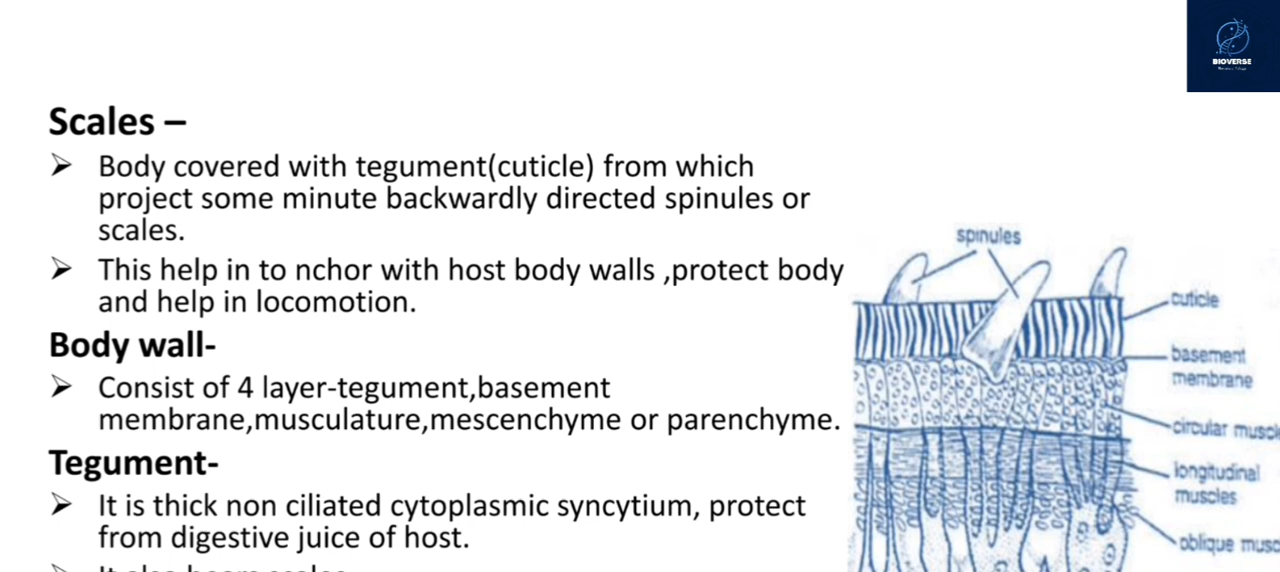 BIOVERSE
Scales –
➢ Body covered with tegument(cuticle) from which
project some minute backwardly directed spinules or
scales.
➢ This help in to nchor with host body walls ,protect body
and help in locomotion.
Body wall-
➢ Consist of 4 layer-tegument,basement
membrane,musculature,mescenchyme or parenchyme.
Tegument-
➢ It is thick non ciliated cytoplasmic syncytium, protect
from digestive juice of host.
spinules
cuticle
basement
membrane
circular muscl
longitudinal
muscles
oblique musc